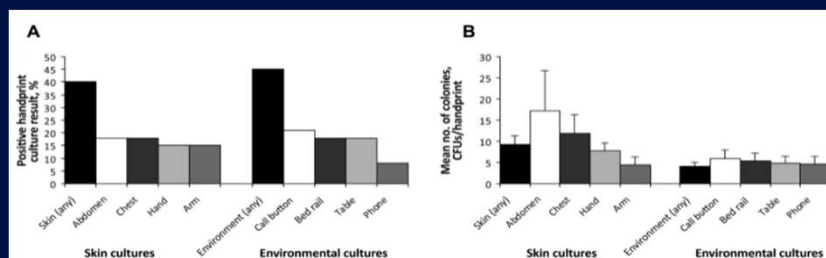 A
Positive handprint
culture result, %
50
45
40
35
30
25
20
15
10
5
0
Skin (any)
Abdomen
Chest
Hand
Arm
Environment (any)
Call button
Bed rail
Table
Phone
Skin cultures
Environmental cultures
B
Mean no. of colonies,
CFUs/handprint
30
25
20
15
10
5
0
Skin (any)
Abdomen
Chest
Hand
Arm
Environment (any)
Call button
Bed rail
Table
Phone
Skin cultures
Environmental cultures